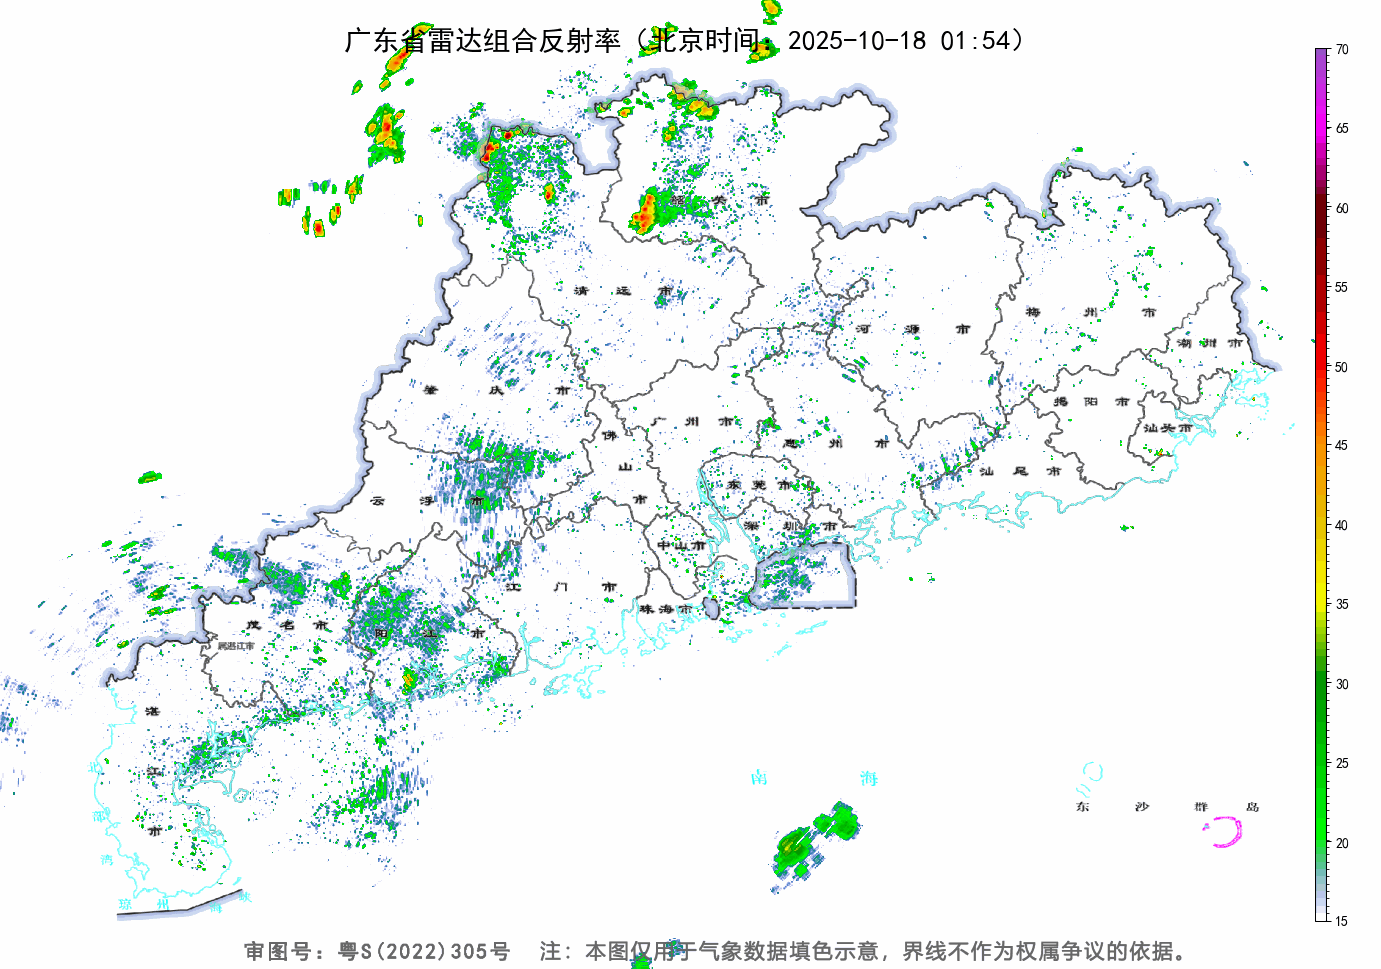 广东省雷达组合反射率（北京时间：2025-10-18 01:54）
70
65
60
55
50
45
40
35
30
25
20
15
韶 关 市
清 远 市
河 源 市
梅 州 市
潮 州 市
肇 庆 市
广 州 市
佛 山 市
惠 州 市
揭 阳 市
汕头市
汕 尾 市
云 浮 市
东 莞 市
深 圳 市
中山市
江 门 市
珠海市
茂 名 市
阳 江 市
属湛江市
湛 江 市
北 部 湾
琼 州 海 峡
南 海
东 沙 群 岛
审图号：粤S(2022)305号 注：本图仅用于气象数据填色示意，界线不作为权属争议的依据。